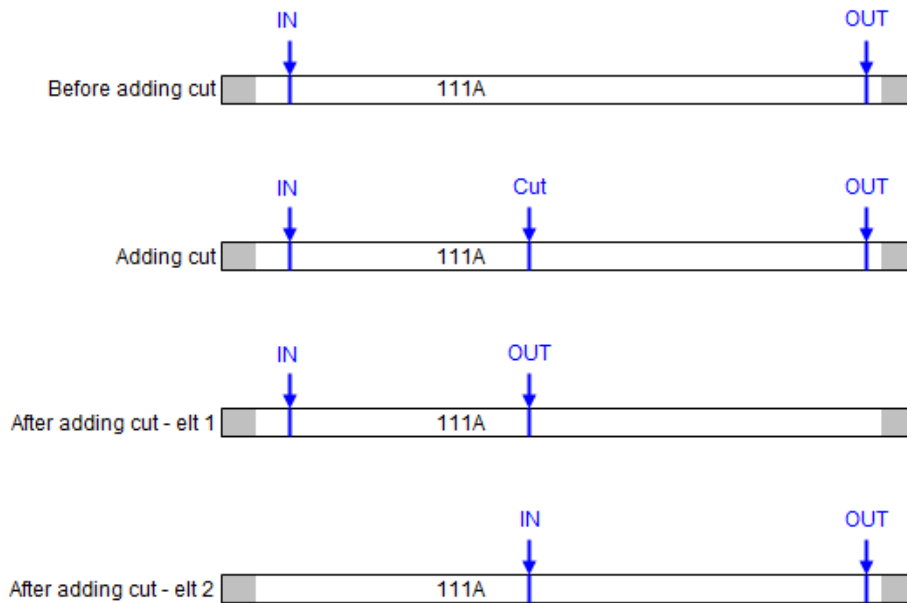 IN OUT
Before adding cut 111A
IN Cut OUT
Adding cut 111A
IN OUT
After adding cut - elt 1 111A
IN OUT
After adding cut - elt 2 111A